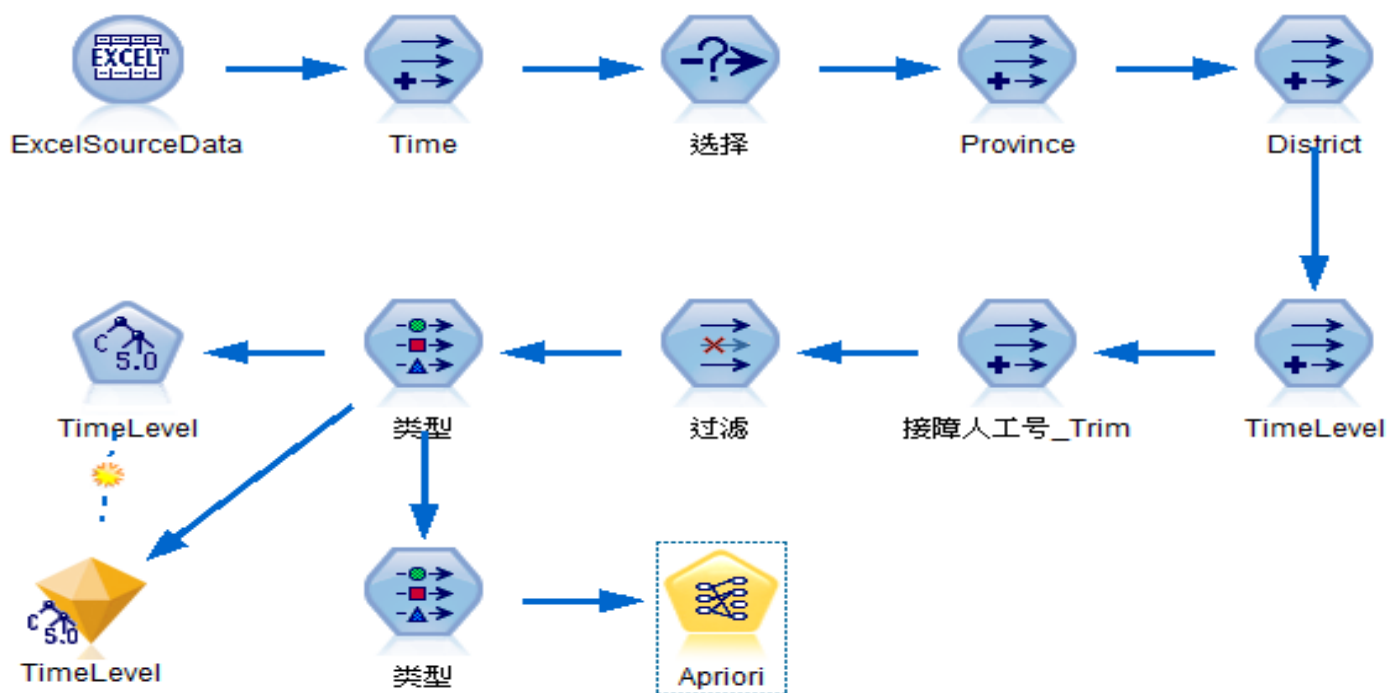 EXCEL™
ExcelSourceData
Time
选择
Province
District
C 5.0
TimeLevel
类型
过滤
接障人工号_Trim
TimeLevel
C 5.0
TimeLevel
类型
Apriori